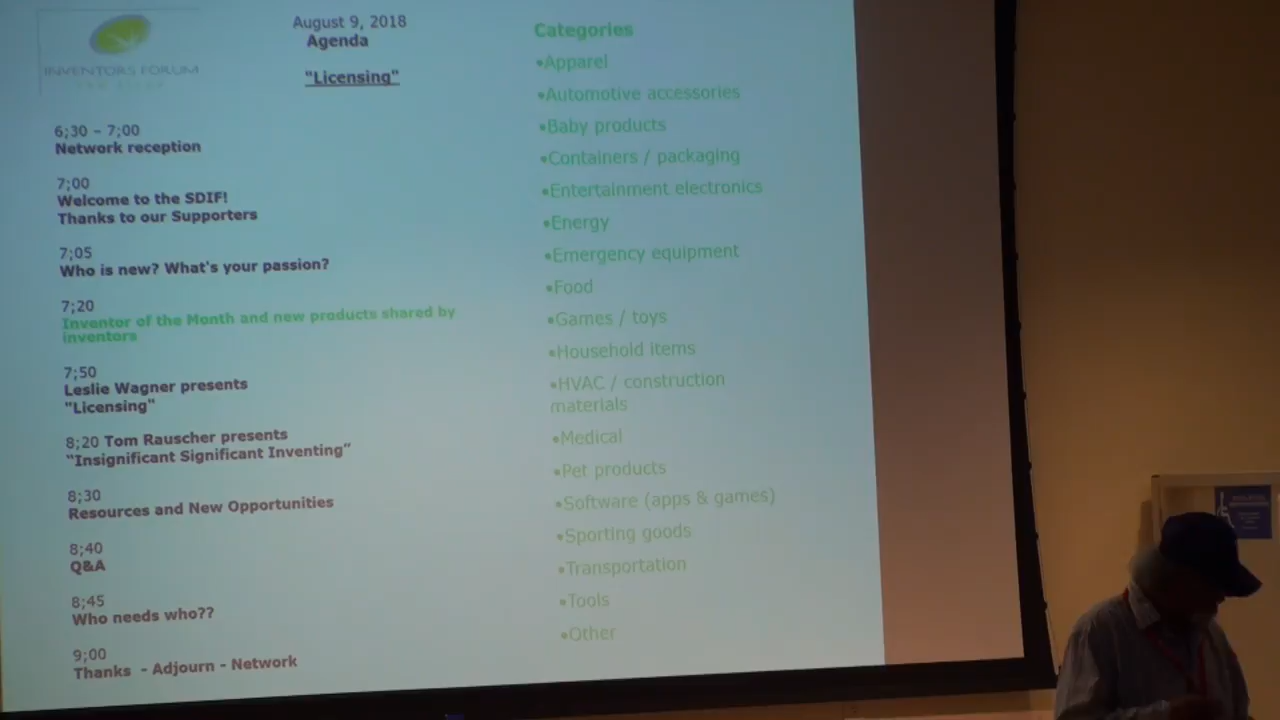 INVENTORS FORUM
August 9, 2018
Agenda
"Licensing"
6;30 – 7;00
Network reception
7;00
Welcome to the SDIF!
Thanks to our Supporters
7;05
Who is new? What's your passion?
7;20
Inventor of the Month and new products shared by
inventors
7;50
Leslie Wagner presents
"Licensing"
8;20 Tom Rauscher presents
"Insignificant Significant Inventing"
8;30
Resources and New Opportunities
8;40
Q&A
8;45
Who needs who??
9;00
Thanks - Adjourn - Network
Categories
•Apparel
•Automotive accessories
•Baby products
•Containers / packaging
•Entertainment electronics
•Energy
•Emergency equipment
•Food
•Games / toys
•Household items
•HVAC / construction
materials
•Medical
•Pet products
•Software (apps & games)
•Sporting goods
•Transportation
•Tools
•Other